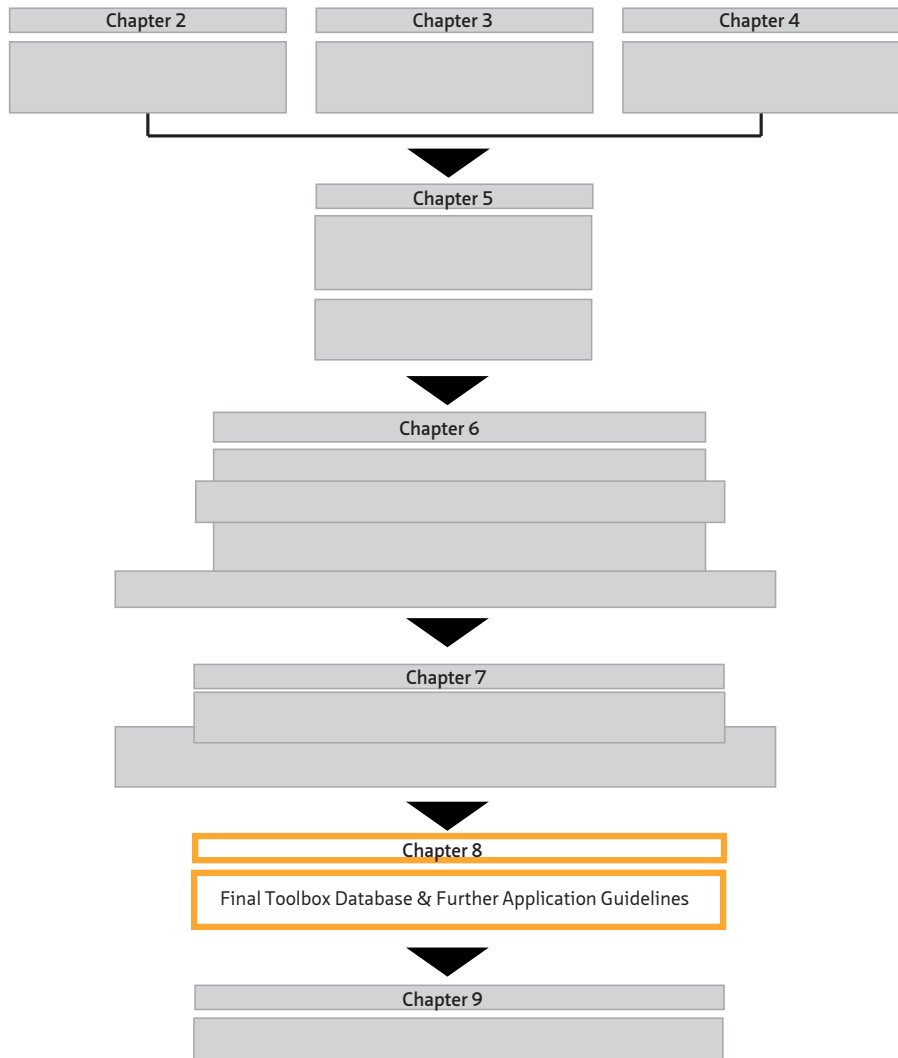 Chapter 2
Chapter 3
Chapter 4
Chapter 5
Chapter 6
Chapter 7
Chapter 8
Final Toolbox Database & Further Application Guidelines
Chapter 9